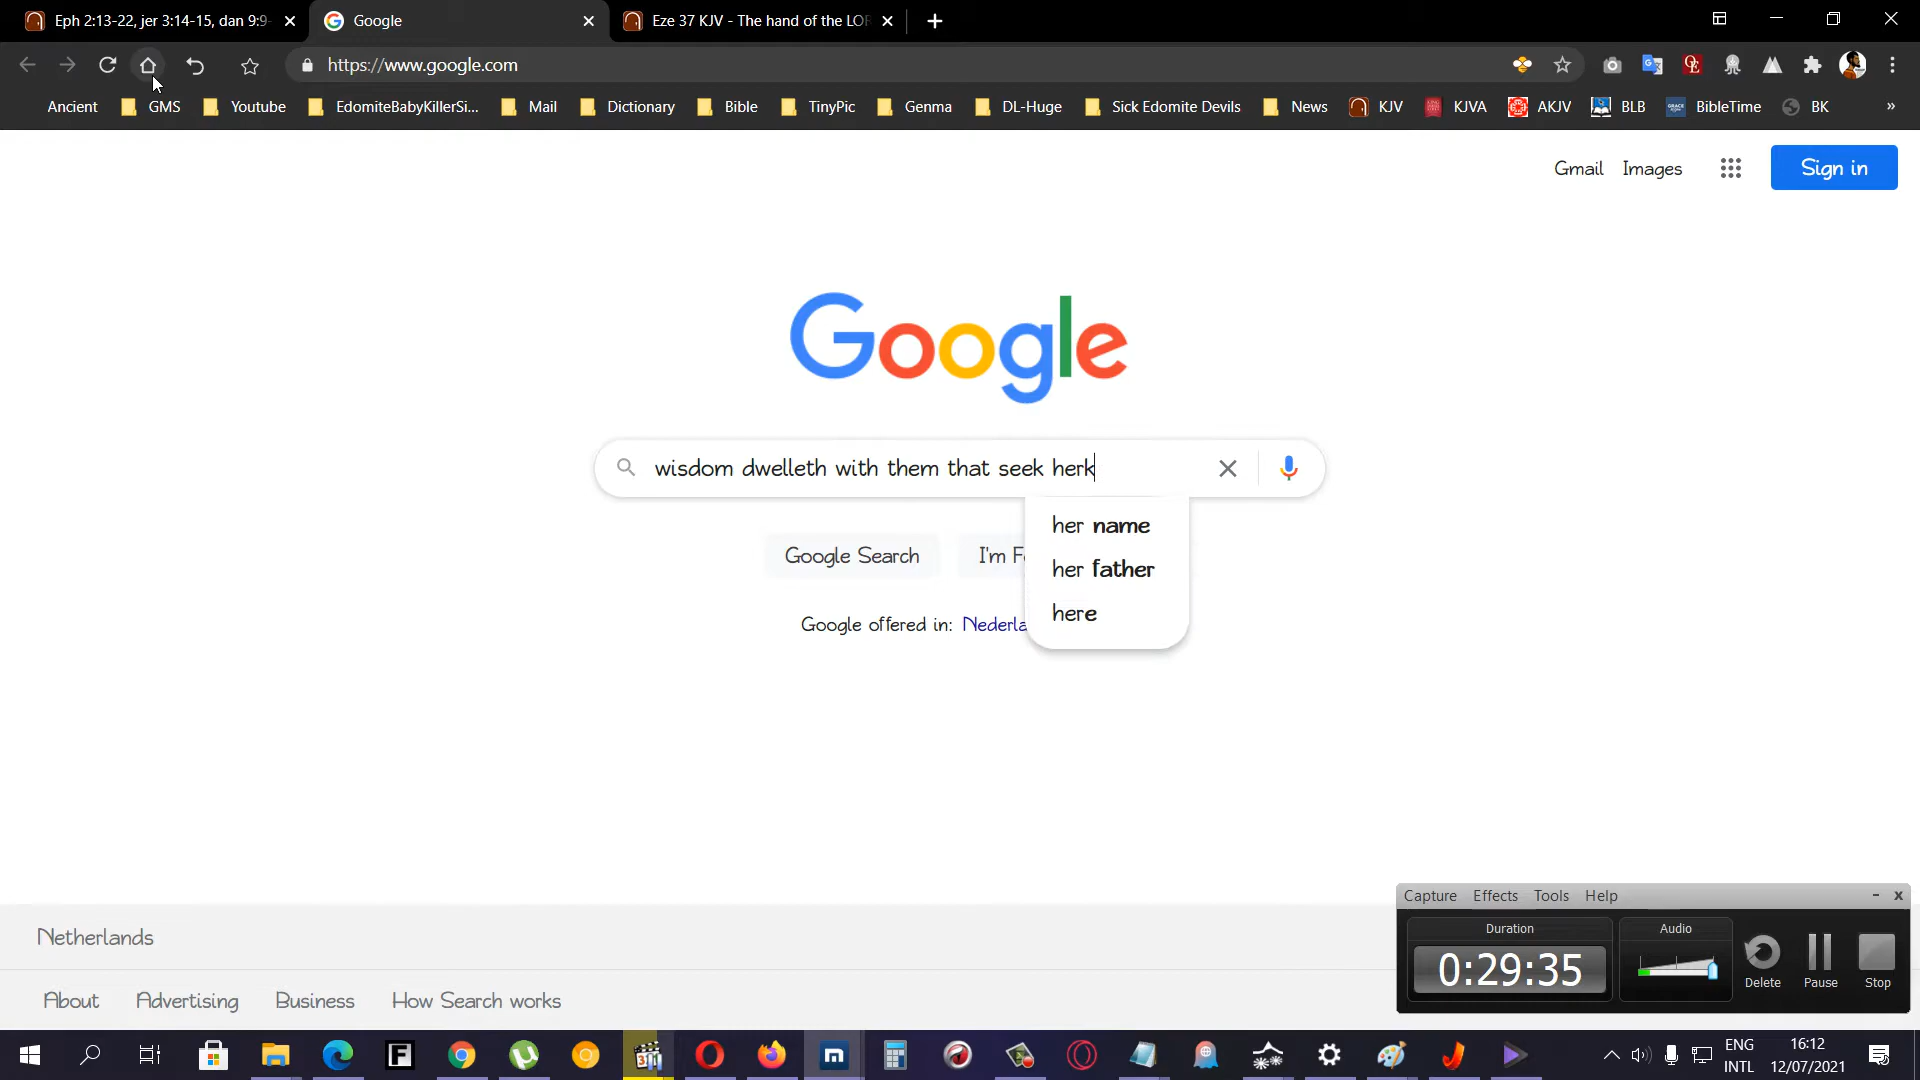 Eph 2:13-22, jer 3:14-15, dan 9:9-
Google
Eze 37 KJV - The hand of the LOR
https://www.google.com
Ancient GMS Youtube EdomiteBabyKillerSi... Mail Dictionary Bible TinyPic Genma DL-Huge Sick Edomite Devils News KJV KJVA AKJV BLB BibleTime BK »
Gmail Images Sign in
Google
wisdom dwelleth with them that seek herk
her name
her father
here
Google Search I'm F
Google offered in: Nederla
Netherlands
About Advertising Business How Search works
Capture Effects Tools Help
Duration Audio
0:29:35
Delete Pause Stop
ENG 16:12
INTL 12/07/2021